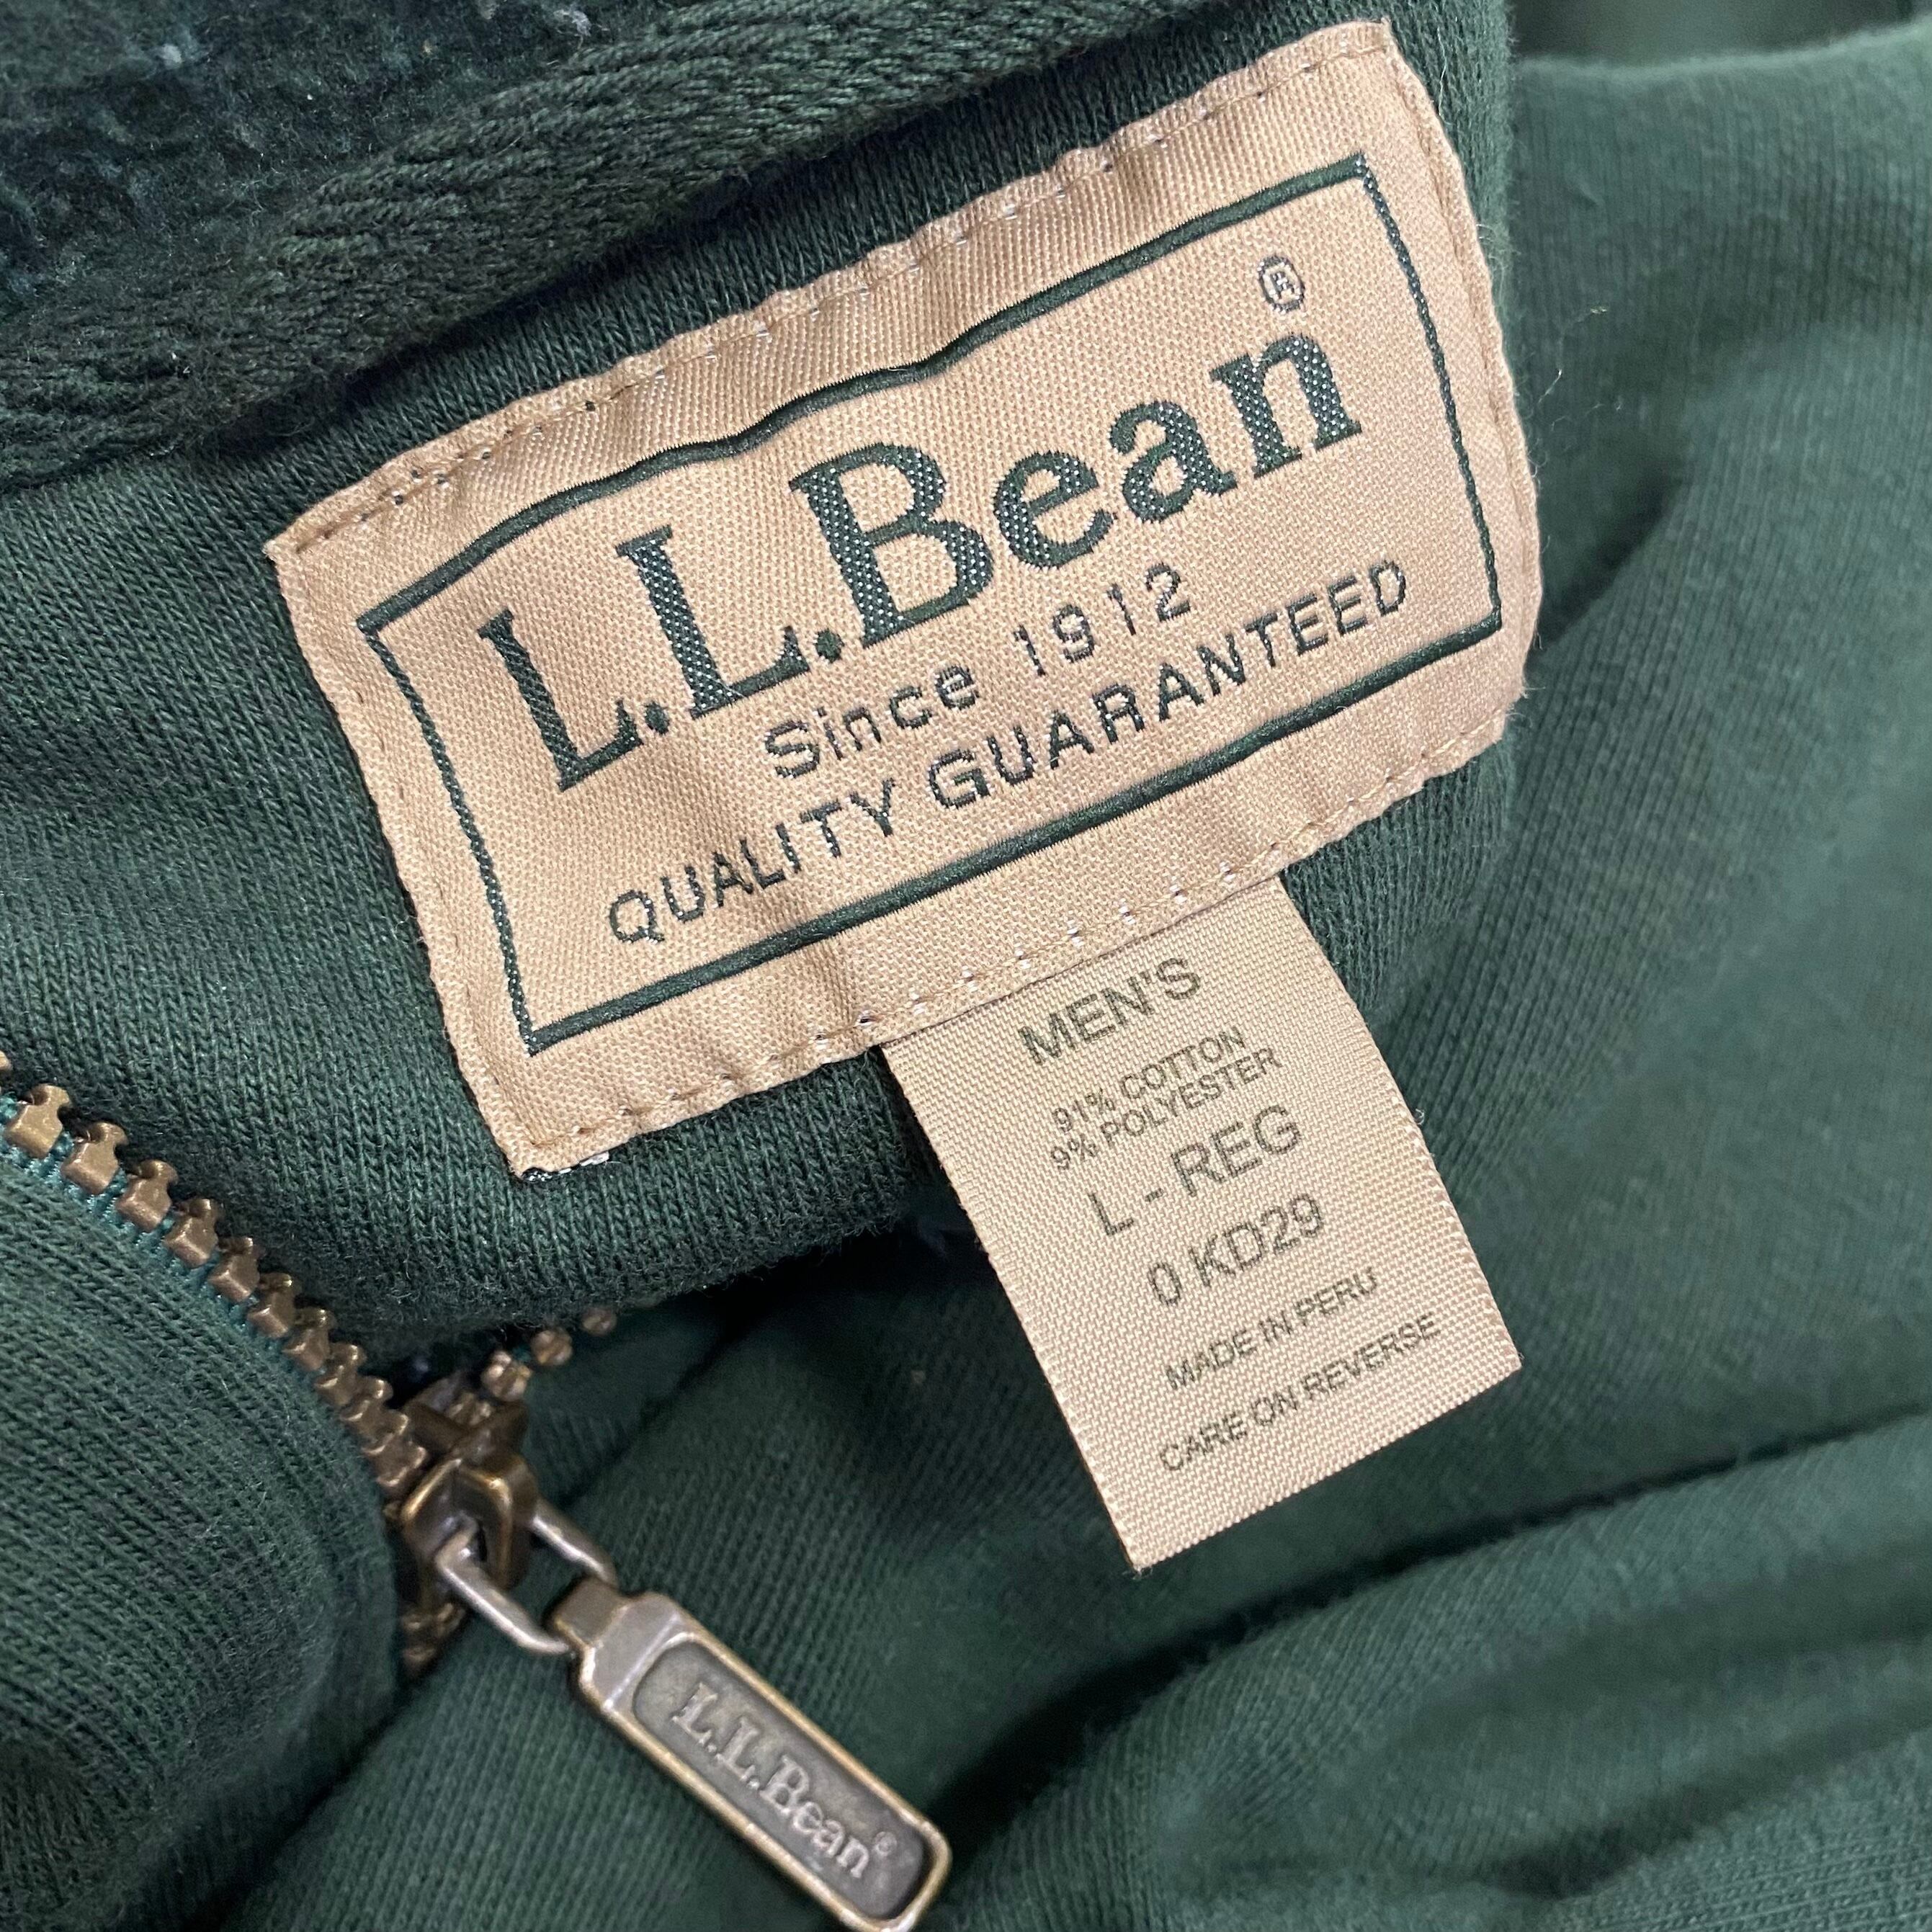 L.L.Bean®
Since 1912
QUALITY GUARANTEED
MEN'S
91% COTTON
9% POLYESTER
L - REG
0 KD29
MADE IN PERU
CARE ON REVERSE
L.L.Bean®